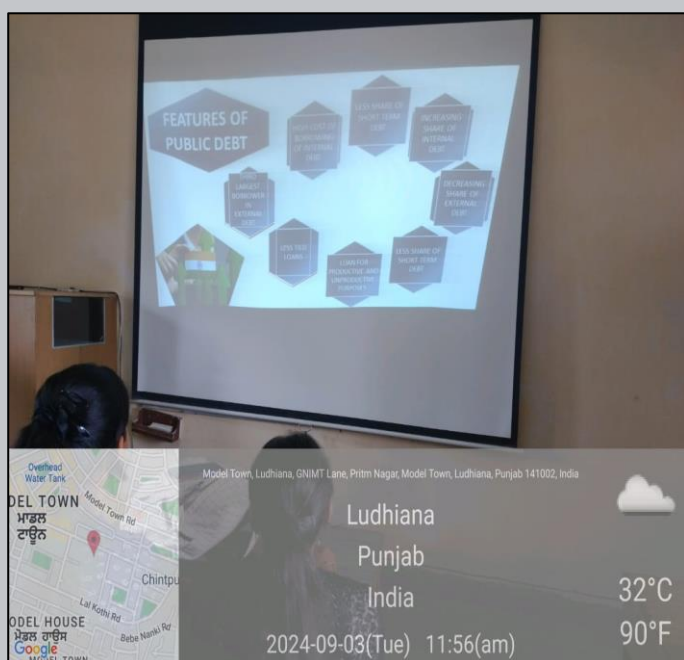 FEATURES OF
PUBLIC DEBT
HIGH COST OF
BORROWING
OF INTERNAL
DEBT
LESS SHARE OF
SHORT TERM
DEBT
INCREASING
SHARE OF
INTERNAL
DEBT
THIRD
LARGEST
BORROWER
IN
EXTERNAL
DEBT
DECREASING
SHARE OF
EXTERNAL
DEBT
LESS TIED
LOANS
LOAN FOR
PRODUCTIVE AND
UNPRODUCTIVE
PURPOSES
LESS SHARE OF
SHORT TERM
DEBT
Overhead
Water Tank
DEL TOWN
ਮਾਡਲ
ਟਾਊਨ
Model Town Rd
Chintpu
Lal Kothi Rd
ODEL HOUSE
ਮੋਡਲ ਹਾਊਸ
Bebe Nanki Rd
Google
MODEL TOWN
Model Town, Ludhiana, GNIMT Lane, Pritm Nagar, Model Town, Ludhiana, Punjab 141002, India
Ludhiana
Punjab
India
2024-09-03(Tue) 11:56(am)
32°C
90°F